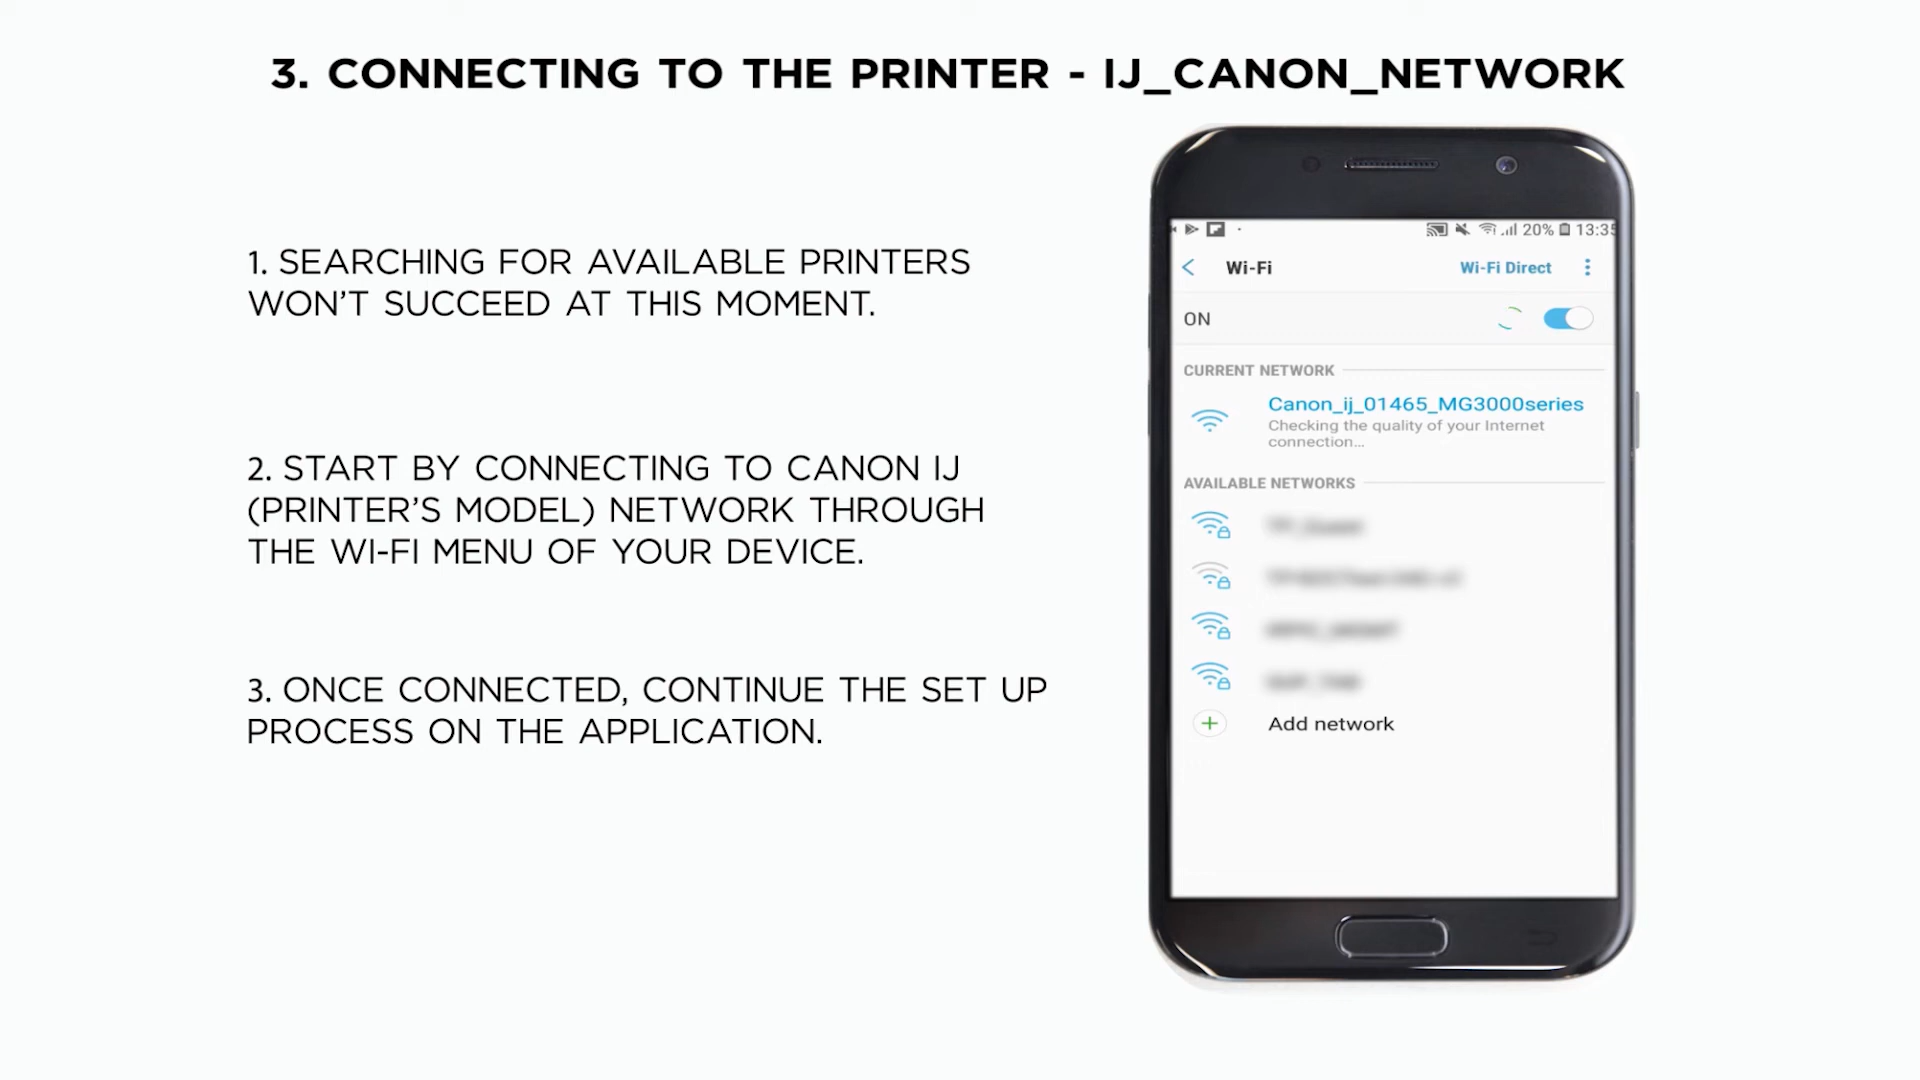 3. CONNECTING TO THE PRINTER - IJ_CANON_NETWORK
1. SEARCHING FOR AVAILABLE PRINTERS
WON'T SUCCEED AT THIS MOMENT.
2. START BY CONNECTING TO CANON IJ
(PRINTER'S MODEL) NETWORK THROUGH
THE WI-FI MENU OF YOUR DEVICE.
3. ONCE CONNECTED, CONTINUE THE SET UP
PROCESS ON THE APPLICATION.
20% 13:35
Wi-Fi Wi-Fi Direct
ON
CURRENT NETWORK
Canon_ij_01465_MG3000series
Checking the quality of your Internet
connection...
AVAILABLE NETWORKS
Add network